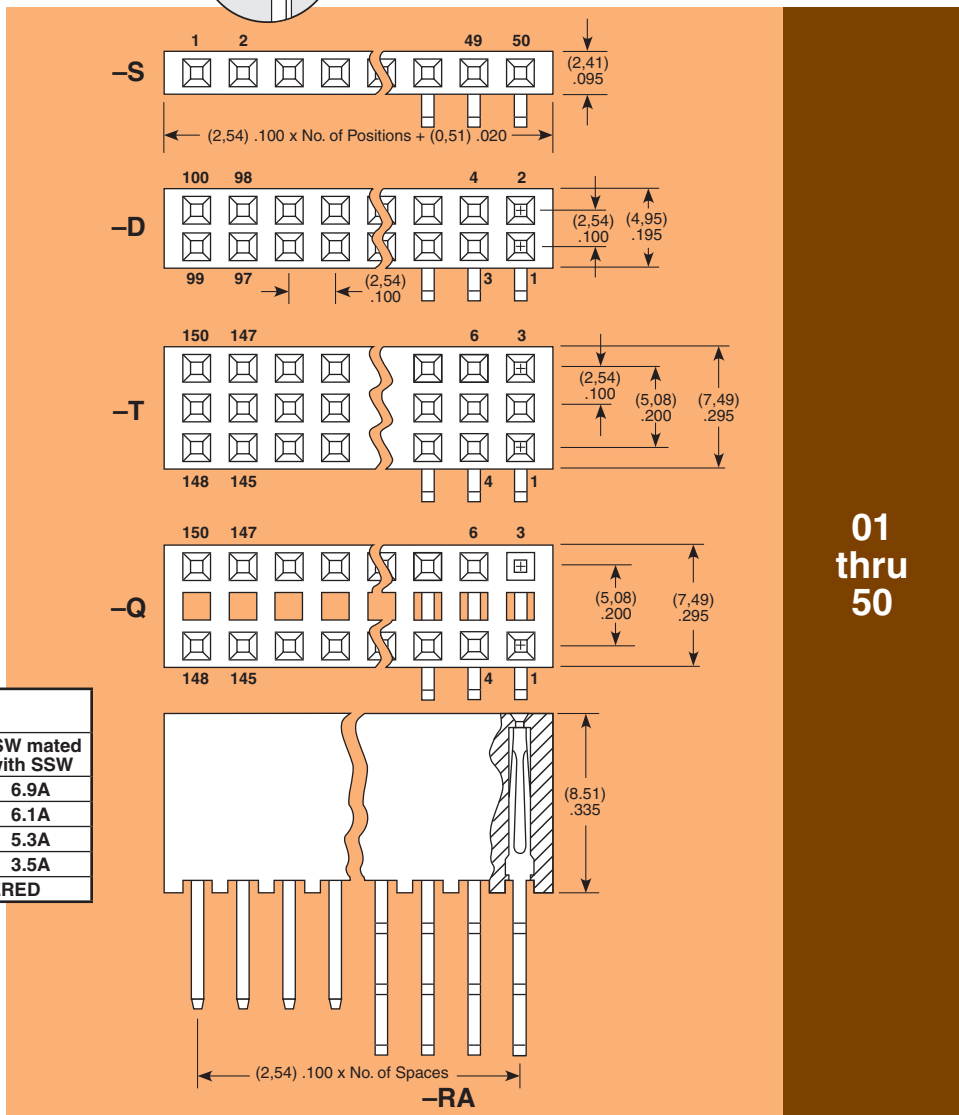 1 2 49 50
–S
(2,41)
.095
(2,54) .100 x No. of Positions + (0,51) .020
100 98 4 2
–D
(2,54)
.100
(4,95)
.195
99 97
(2,54)
.100
3 1
150 147 6 3
–T
(2,54)
.100
(5,08)
.200
(7,49)
.295
148 145 4 1
150 147 6 3
–Q
(5,08)
.200
(7,49)
.295
148 145 4 1
SW mated
with SSW
6.9A
6.1A
5.3A
3.5A
RED
(8.51)
.335
(2,54) .100 x No. of Spaces
–RA
01
thru
50